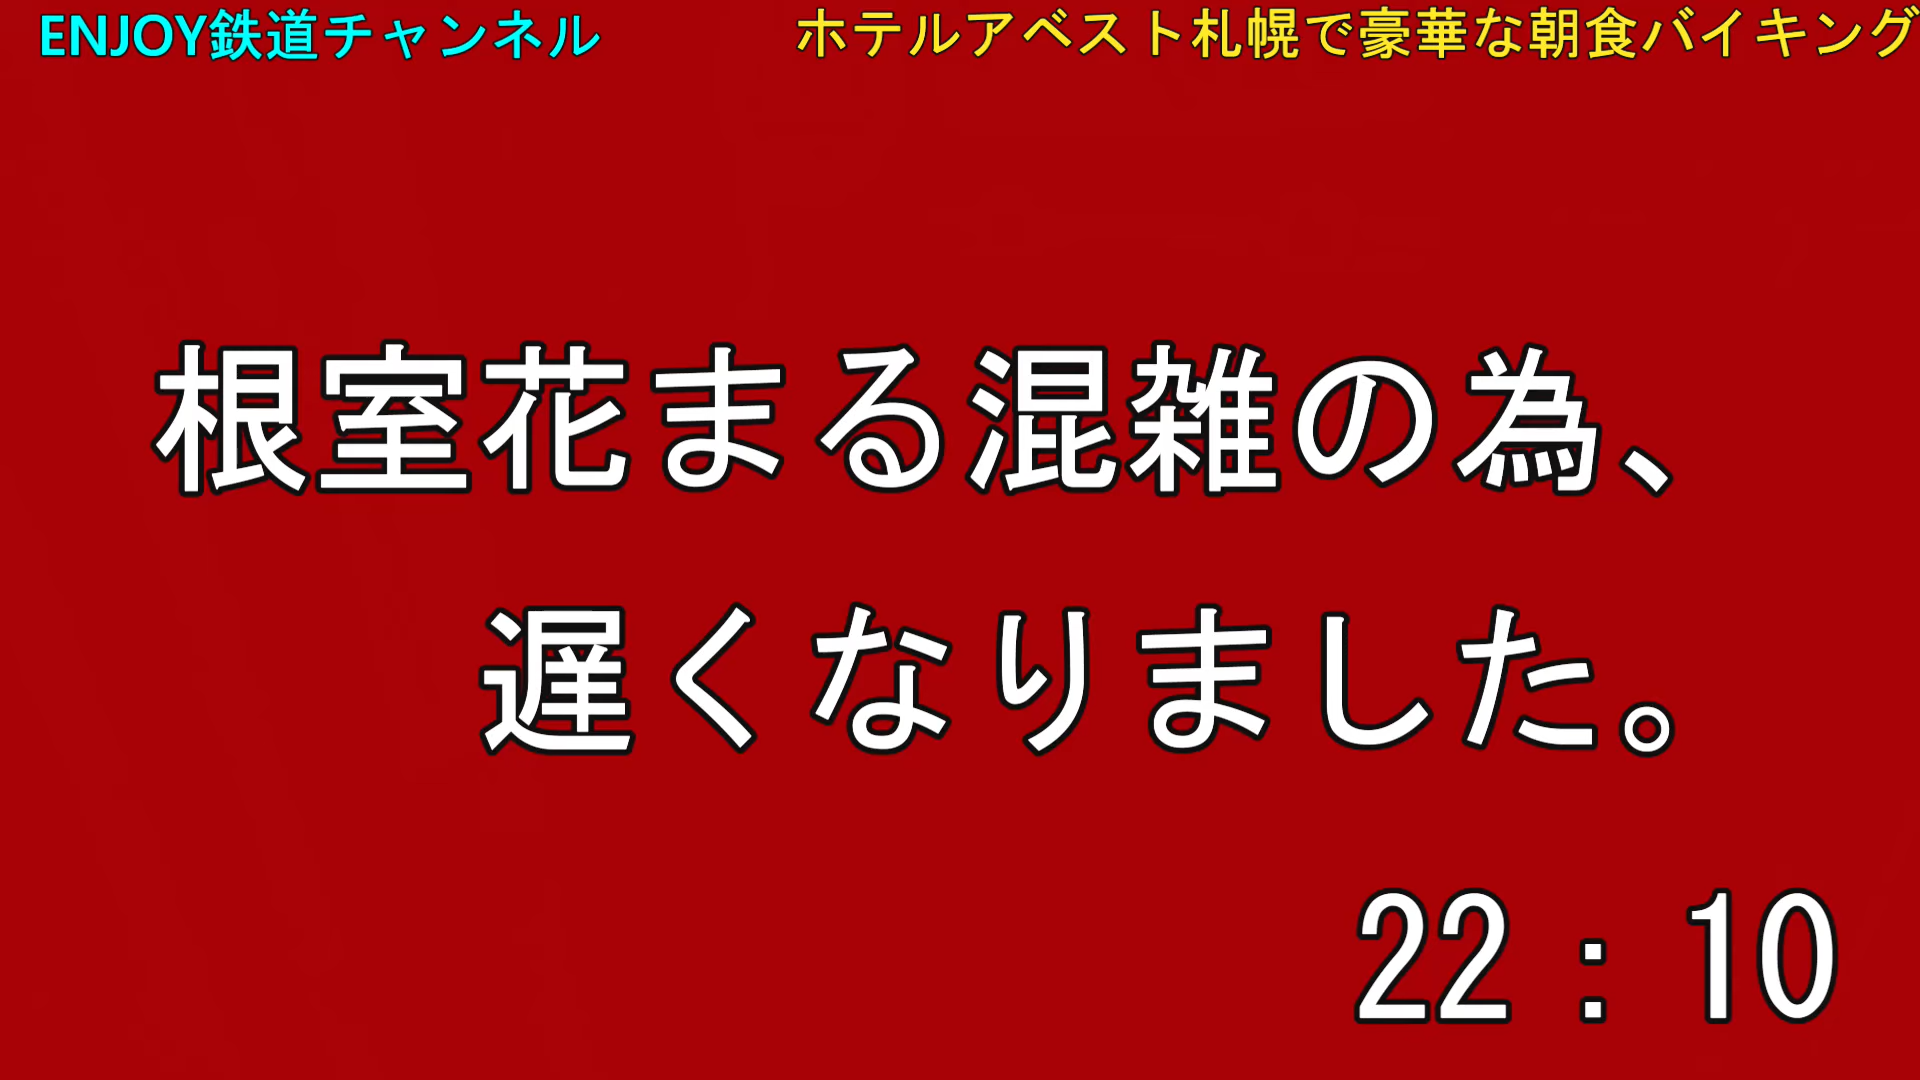 ENJOY鉄道チャンネル
ホテルアベスト札幌で豪華な朝食バイキング
根室花まる混雑の為、
遅くなりました。
22：10